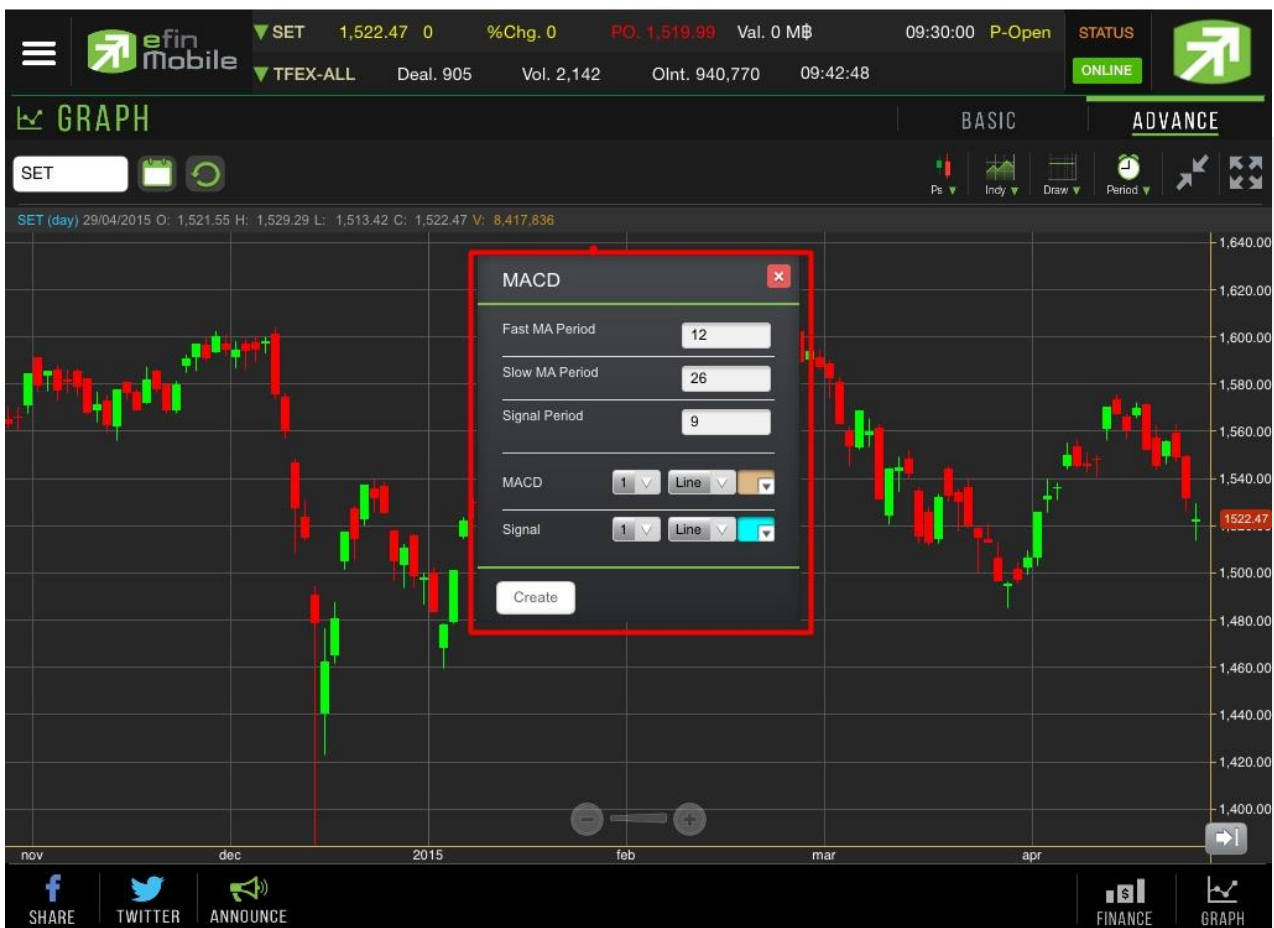 efin Mobile
▼ SET 1,522.47 0 %Chg. 0 PO. 1,519.99 Val. 0 M฿ 09:30:00 P-Open STATUS
▼ TFEX-ALL Deal. 905 Vol. 2,142 OInt. 940,770 09:42:48 ONLINE
GRAPH BASIC ADVANCE
SET Ps ▼ Indy ▼ Draw ▼ Period ▼
SET (day) 29/04/2015 O: 1,521.55 H: 1,529.29 L: 1,513.42 C: 1,522.47 V: 8,417,836
MACD
Fast MA Period 12
Slow MA Period 26
Signal Period 9
MACD 1 Line
Signal 1 Line
Create
1,640.00
1,620.00
1,600.00
1,580.00
1,560.00
1,540.00
1522.47
1,500.00
1,480.00
1,460.00
1,440.00
1,420.00
1,400.00
nov dec 2015 feb mar apr
SHARE TWITTER ANNOUNCE FINANCE GRAPH